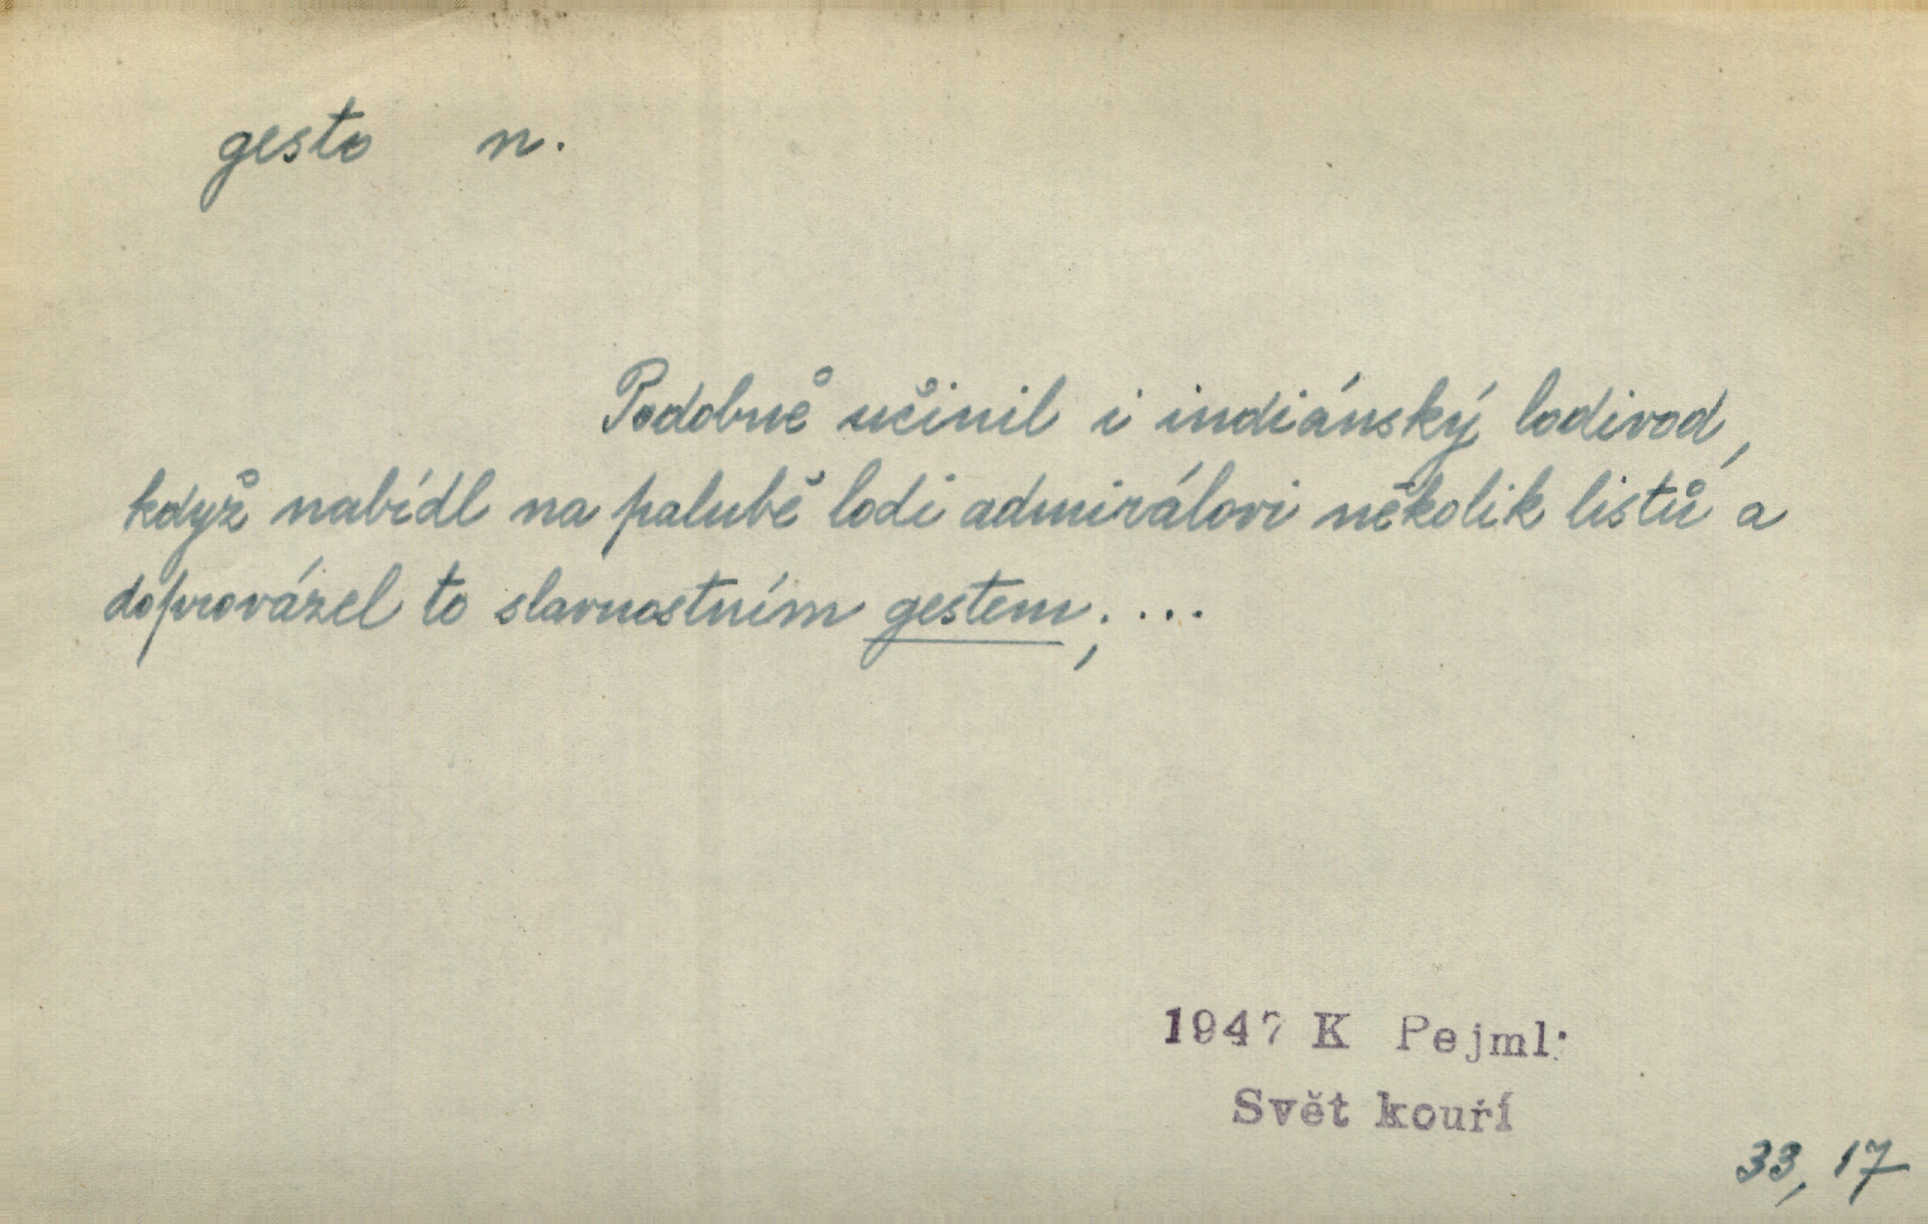 gesto n.
Podobně učinil i indiánský lodivod,
když nabídl na palubě lodi admirálovi několik listů a
doprovázel to slavnostním gestem; ...
1947 K Pejml:
Svět kouří
33, 17